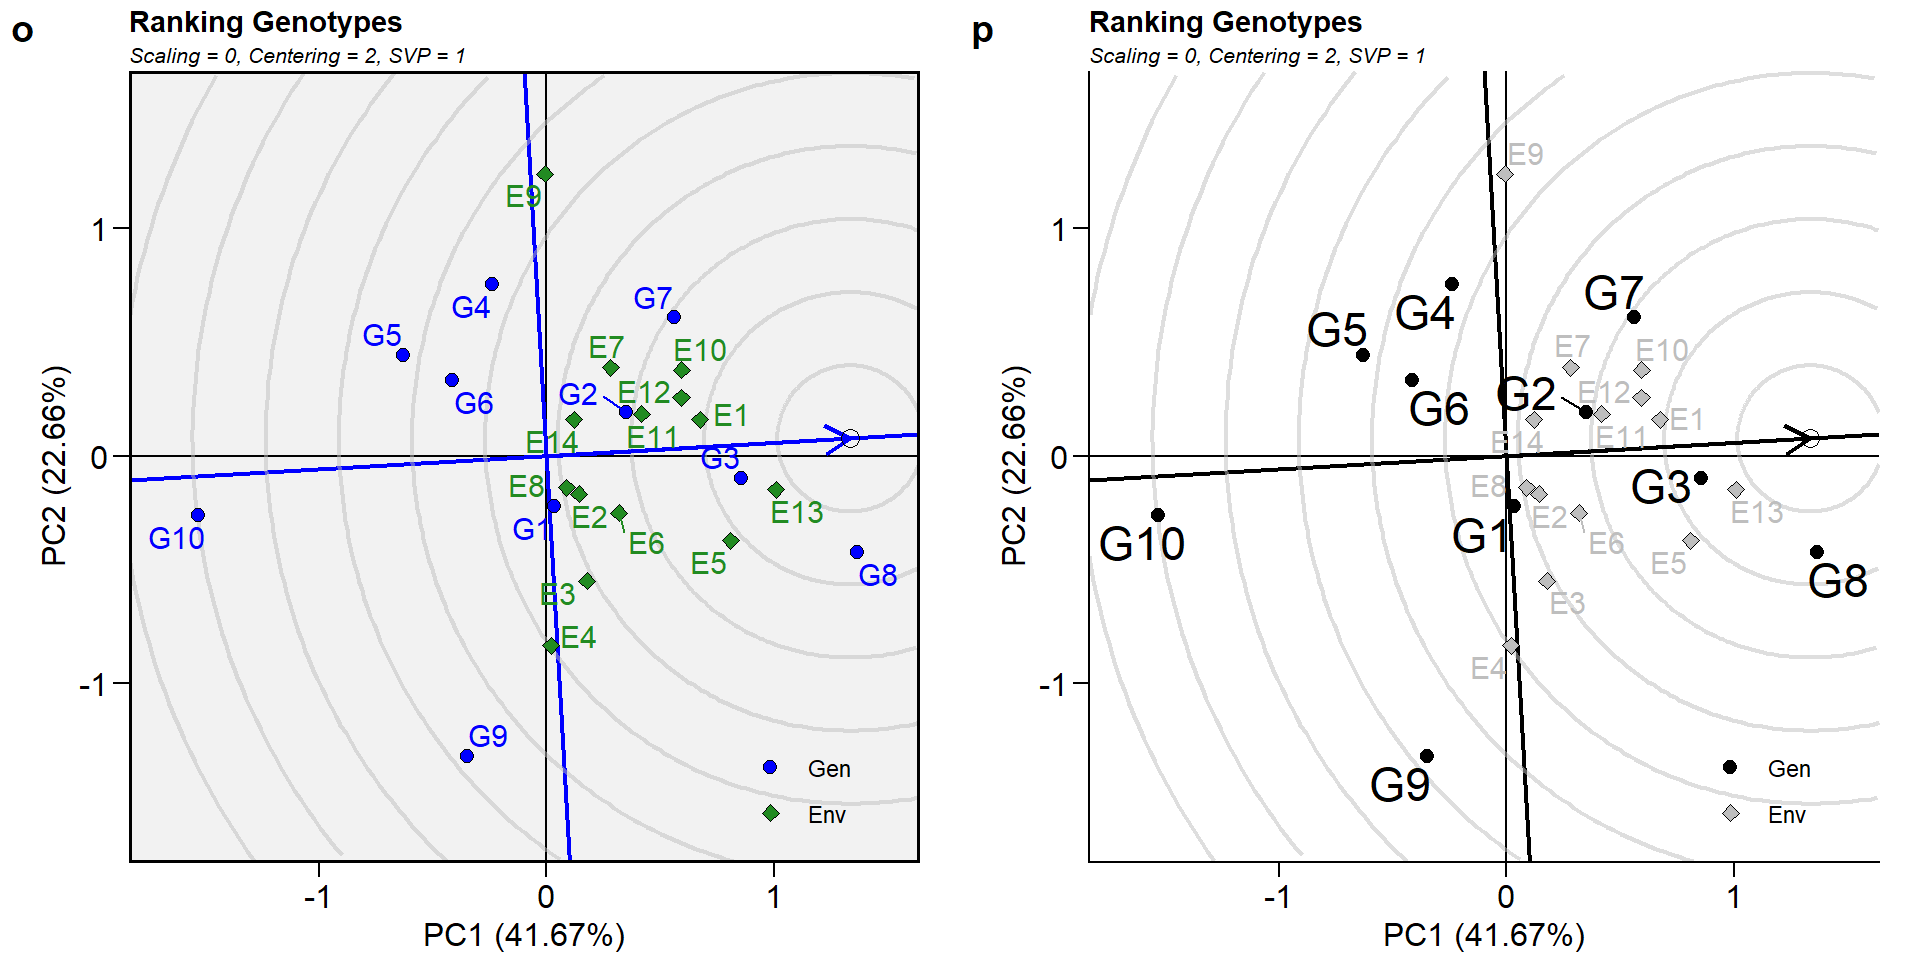 o
Ranking Genotypes
Scaling = 0, Centering = 2, SVP = 1
PC2 (22.66%)
1
0
-1
E9
G4
G7
G5
E7
E10
G6
G2
E12
E1
E14
E11
G3
E8
G10
G1
E2
E13
E6
E5
G8
E3
E4
G9
Gen
Env
-1
0
1
PC1 (41.67%)
p
Ranking Genotypes
Scaling = 0, Centering = 2, SVP = 1
PC2 (22.66%)
1
0
-1
E9
G7
G4
G5
E7
E10
G2
E12
G6
E1
E14
E11
G3
E8
E13
E2
G1
G10
E6
E5
G8
E3
E4
G9
Gen
Env
-1
0
1
PC1 (41.67%)